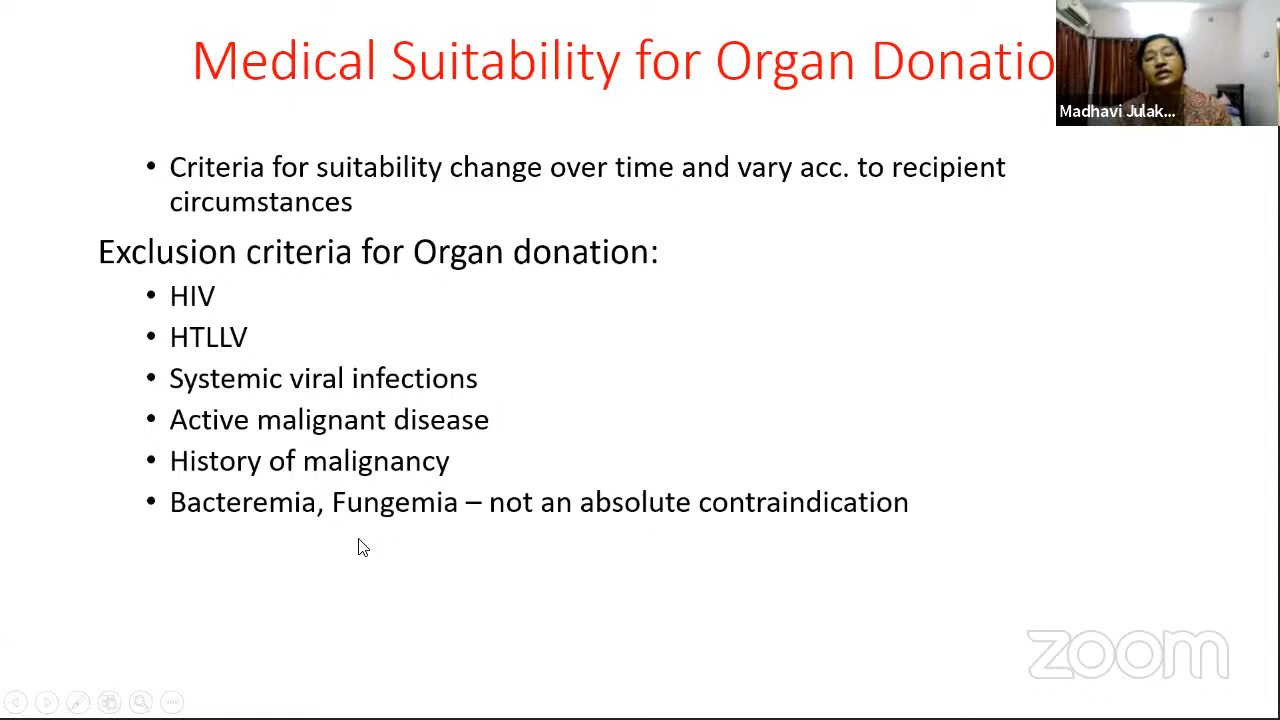 Medical Suitability for Organ Donatio
Madhavi Julak...
• Criteria for suitability change over time and vary acc. to recipient
circumstances
Exclusion criteria for Organ donation:
• HIV
• HTLLV
• Systemic viral infections
• Active malignant disease
• History of malignancy
• Bacteremia, Fungemia – not an absolute contraindication
zoom